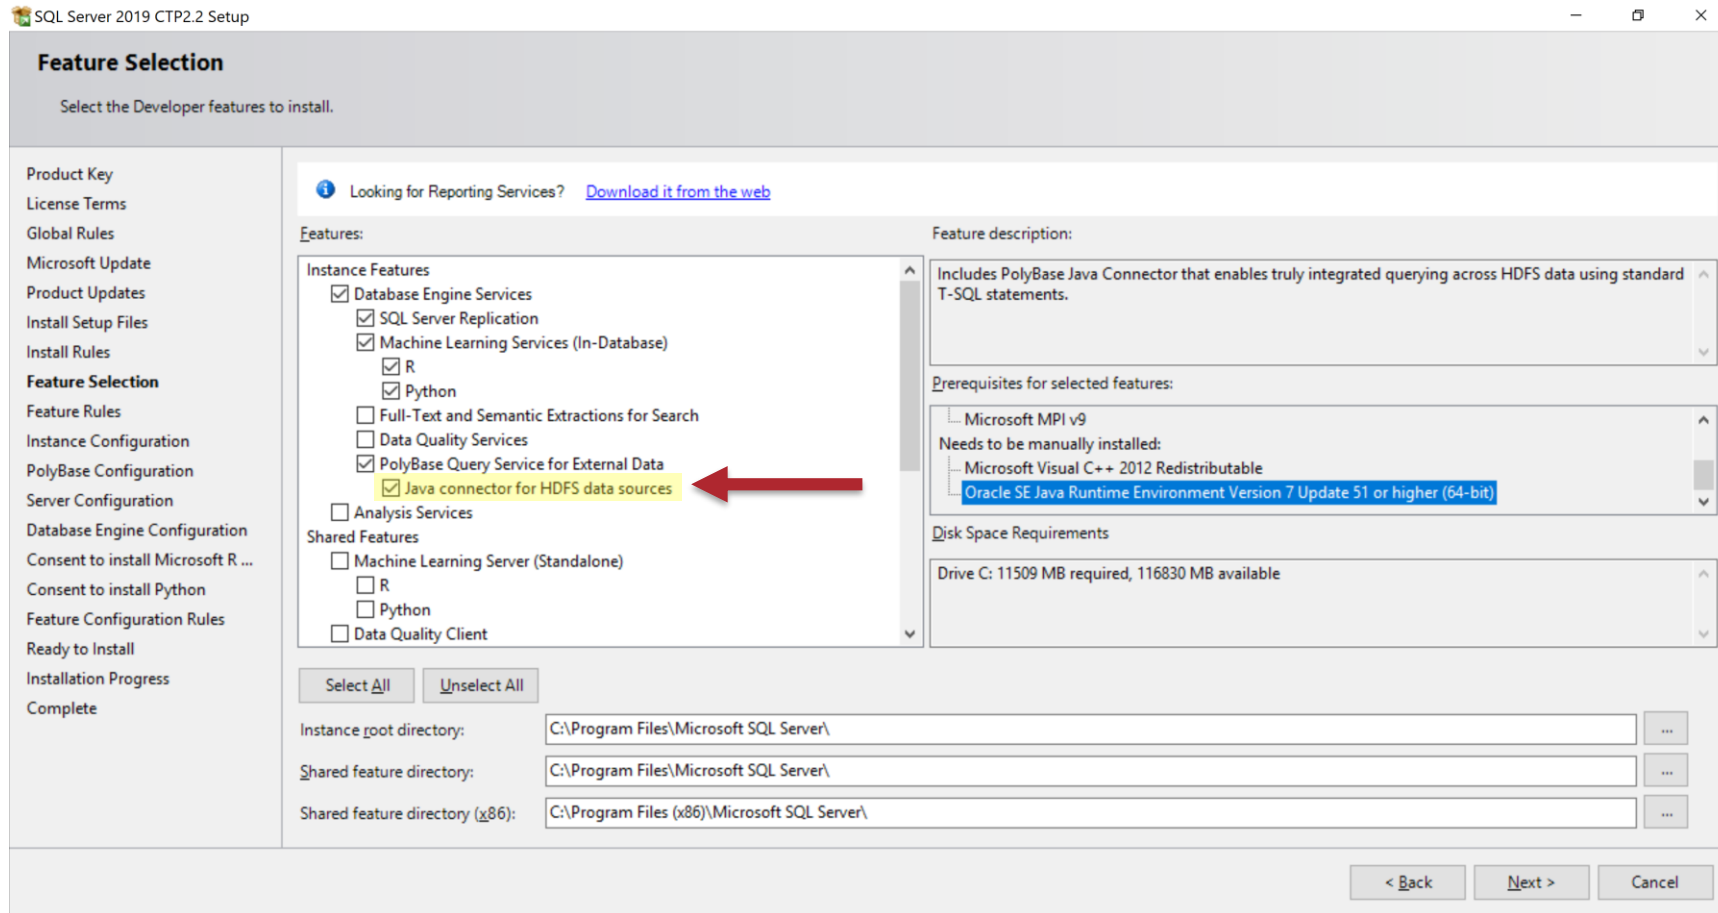 SQL Server 2019 CTP2.2 Setup
Feature Selection
Select the Developer features to install.
Product Key
License Terms
Global Rules
Microsoft Update
Product Updates
Install Setup Files
Install Rules
Feature Selection
Feature Rules
Instance Configuration
PolyBase Configuration
Server Configuration
Database Engine Configuration
Consent to install Microsoft R ...
Consent to install Python
Feature Configuration Rules
Ready to Install
Installation Progress
Complete
Looking for Reporting Services? Download it from the web
Features:
Instance Features
Database Engine Services
SQL Server Replication
Machine Learning Services (In-Database)
R
Python
Full-Text and Semantic Extractions for Search
Data Quality Services
PolyBase Query Service for External Data
Java connector for HDFS data sources
Analysis Services
Shared Features
Machine Learning Server (Standalone)
R
Python
Data Quality Client
Feature description:
Includes PolyBase Java Connector that enables truly integrated querying across HDFS data using standard
T-SQL statements.
Prerequisites for selected features:
Microsoft MPI v9
Needs to be manually installed:
Microsoft Visual C++ 2012 Redistributable
Oracle SE Java Runtime Environment Version 7 Update 51 or higher (64-bit)
Disk Space Requirements
Drive C: 11509 MB required, 116830 MB available
Select All
Unselect All
Instance root directory: C:\Program Files\Microsoft SQL Server\ ...
Shared feature directory: C:\Program Files\Microsoft SQL Server\ ...
Shared feature directory (x86): C:\Program Files (x86)\Microsoft SQL Server\ ...
< Back
Next >
Cancel